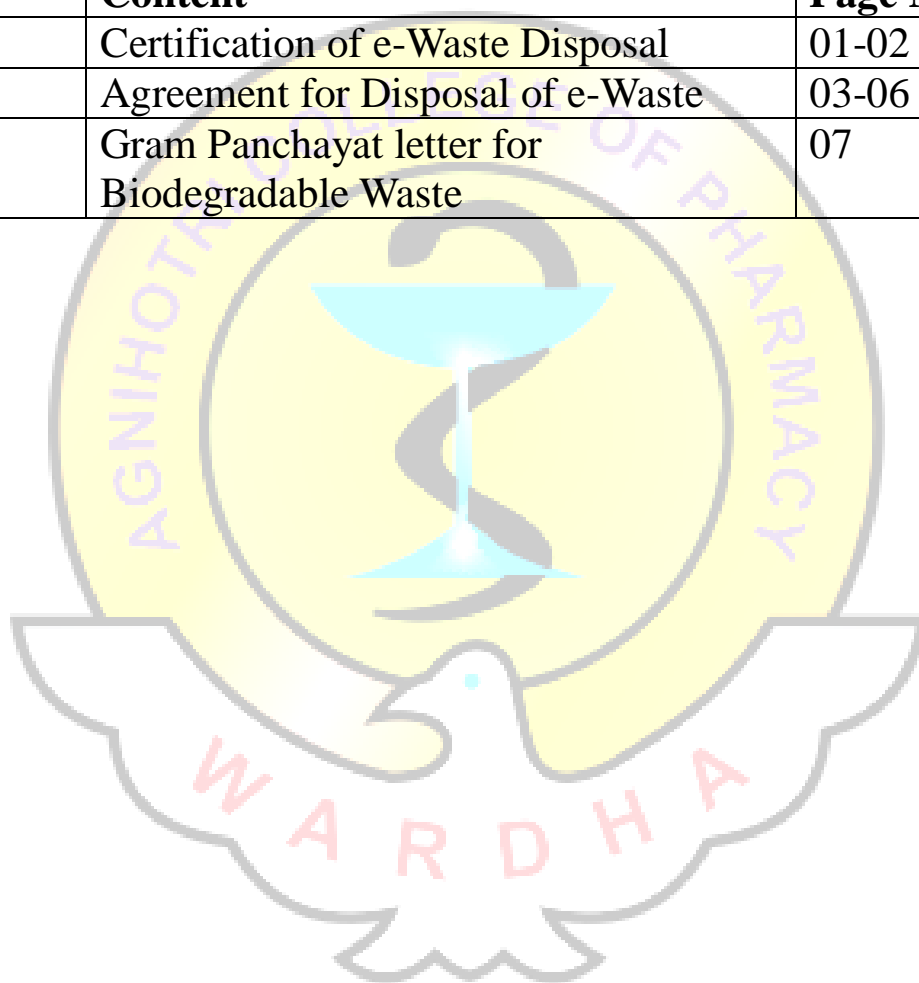 Content Page
Certification of e-Waste Disposal 01-02
Agreement for Disposal of e-Waste 03-06
Gram Panchayat letter for 07
Biodegradable Waste
AGNIHOTRI COLLEGE OF PHARMACY
WARDHA